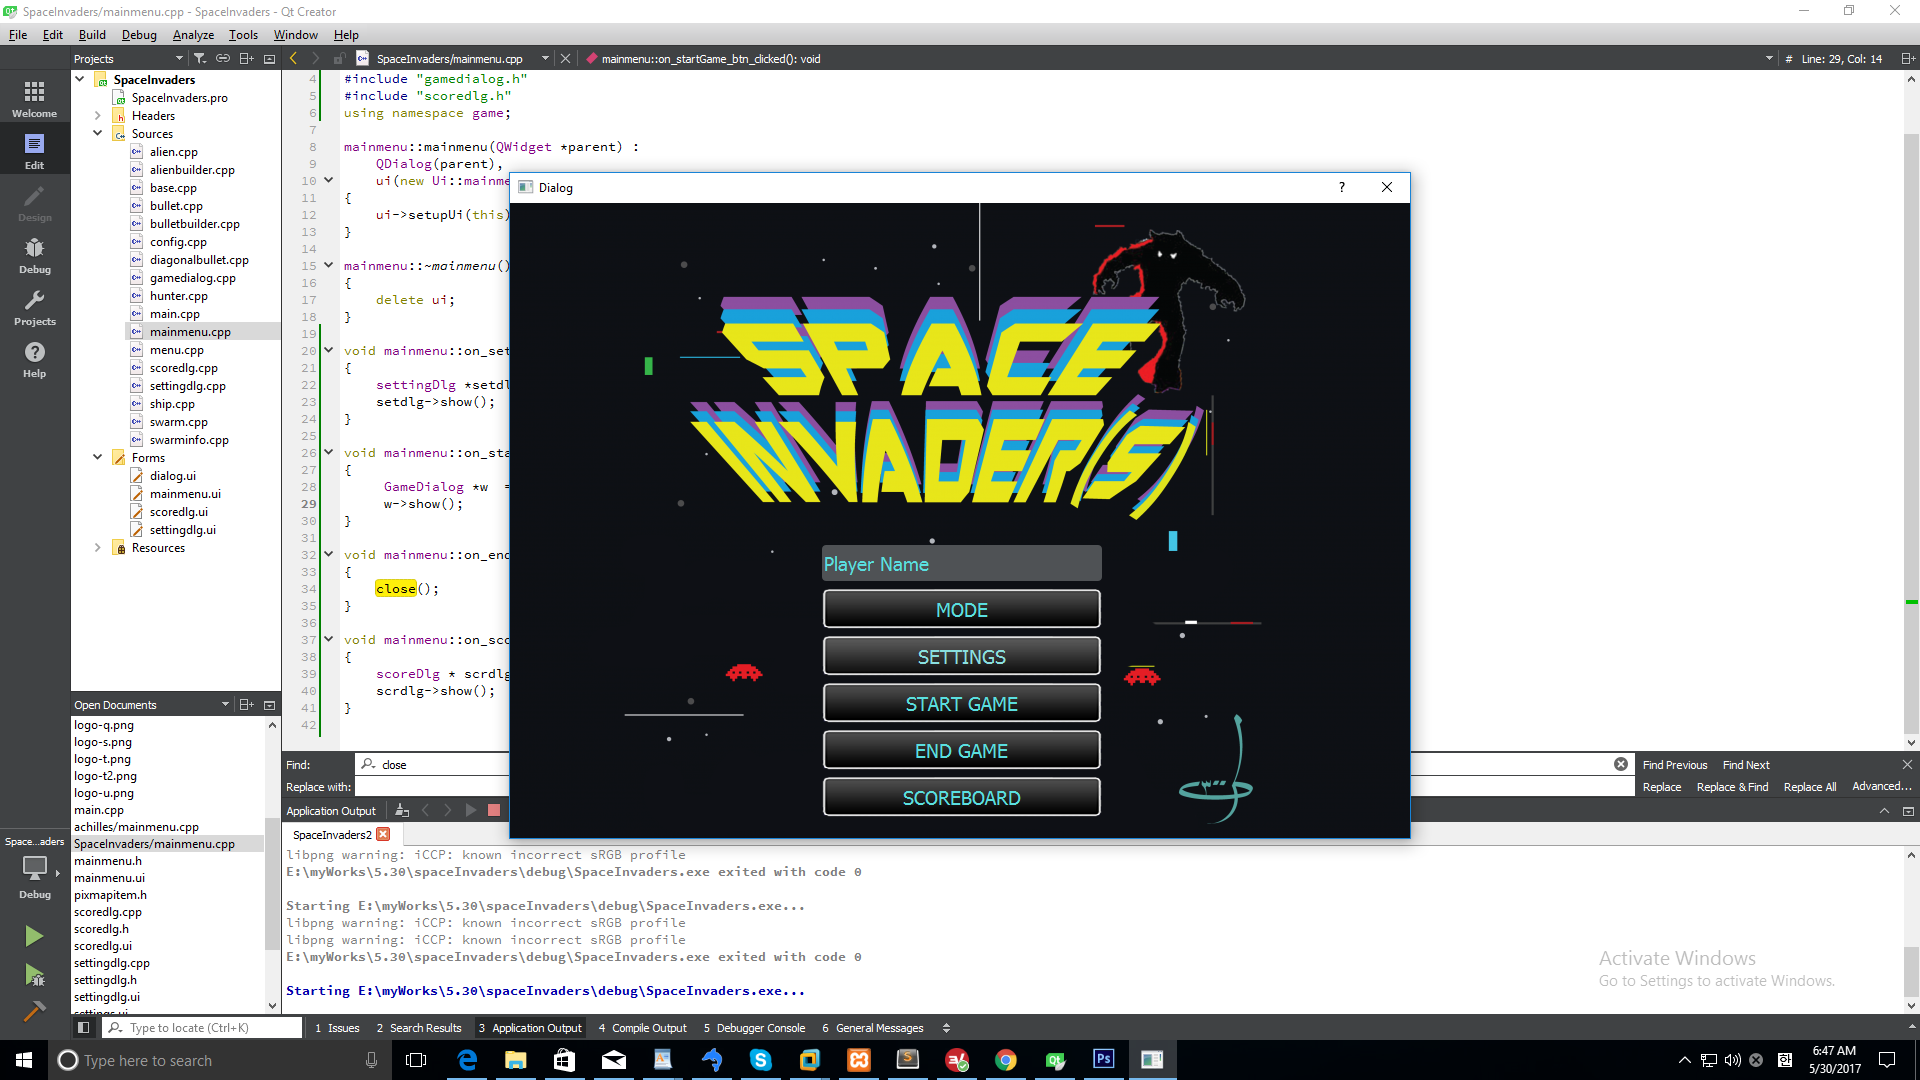 SpaceInvaders/mainmenu.cpp - SpaceInvaders - Qt Creator
File Edit Build Debug Analyze Tools Window Help
Projects
SpaceInvaders/mainmenu.cpp
mainmenu::on_startGame_btn_clicked(): void
# Line: 29, Col: 14
Welcome
Edit
Design
Debug
Projects
Help
SpaceInvaders
SpaceInvaders.pro
Headers
Sources
alien.cpp
alienbuilder.cpp
base.cpp
bullet.cpp
bulletbuilder.cpp
config.cpp
diagonalbullet.cpp
gamedialog.cpp
hunter.cpp
main.cpp
mainmenu.cpp
menu.cpp
scoredlg.cpp
settingdlg.cpp
ship.cpp
swarm.cpp
swarminfo.cpp
Forms
dialog.ui
mainmenu.ui
scoredlg.ui
settingdlg.ui
Resources
4 #include "gamedialog.h"
5 #include "scoredlg.h"
6 using namespace game;
7
8 mainmenu::mainmenu(QWidget *parent) :
9 QDialog(parent),
10 ui(new Ui::mainme
11 {
12 ui->setupUi(this)
13 }
14
15 mainmenu::~mainmenu()
16 {
17 delete ui;
18 }
19
20 void mainmenu::on_set
21 {
22 settingDlg *setdl
23 setdlg->show();
24 }
25
26 void mainmenu::on_sta
27 {
28 GameDialog *w =
29 w->show();
30 }
31
32 void mainmenu::on_end
33 {
34 close();
35 }
36
37 void mainmenu::on_sco
38 {
39 scoreDlg * scrdlg
40 scrdlg->show();
41 }
42
Dialog
?
SPACE
INVADER(S)
Player Name
MODE
SETTINGS
START GAME
END GAME
SCOREBOARD
Open Documents
logo-q.png
logo-s.png
logo-t.png
logo-t2.png
logo-u.png
main.cpp
achilles/mainmenu.cpp
SpaceInvaders/mainmenu.cpp
mainmenu.h
mainmenu.ui
pixmapitem.h
scoredlg.cpp
scoredlg.h
scoredlg.ui
settingdlg.cpp
settingdlg.h
settingdlg.ui
settings.ui
Space...aders
Debug
Find: close
Find Previous Find Next
Replace with:
Replace Replace & Find Replace All Advanced...
Application Output
SpaceInvaders2
libpng warning: iCCP: known incorrect sRGB profile
E:\myWorks\5.30\spaceInvaders\debug\SpaceInvaders.exe exited with code 0
Starting E:\myWorks\5.30\spaceInvaders\debug\SpaceInvaders.exe...
libpng warning: iCCP: known incorrect sRGB profile
libpng warning: iCCP: known incorrect sRGB profile
E:\myWorks\5.30\spaceInvaders\debug\SpaceInvaders.exe exited with code 0
Starting E:\myWorks\5.30\spaceInvaders\debug\SpaceInvaders.exe...
Activate Windows
Go to Settings to activate Windows.
Type to locate (Ctrl+K)
1 Issues 2 Search Results 3 Application Output 4 Compile Output 5 Debugger Console 6 General Messages
Type here to search
Ps
한
6:47 AM
5/30/2017